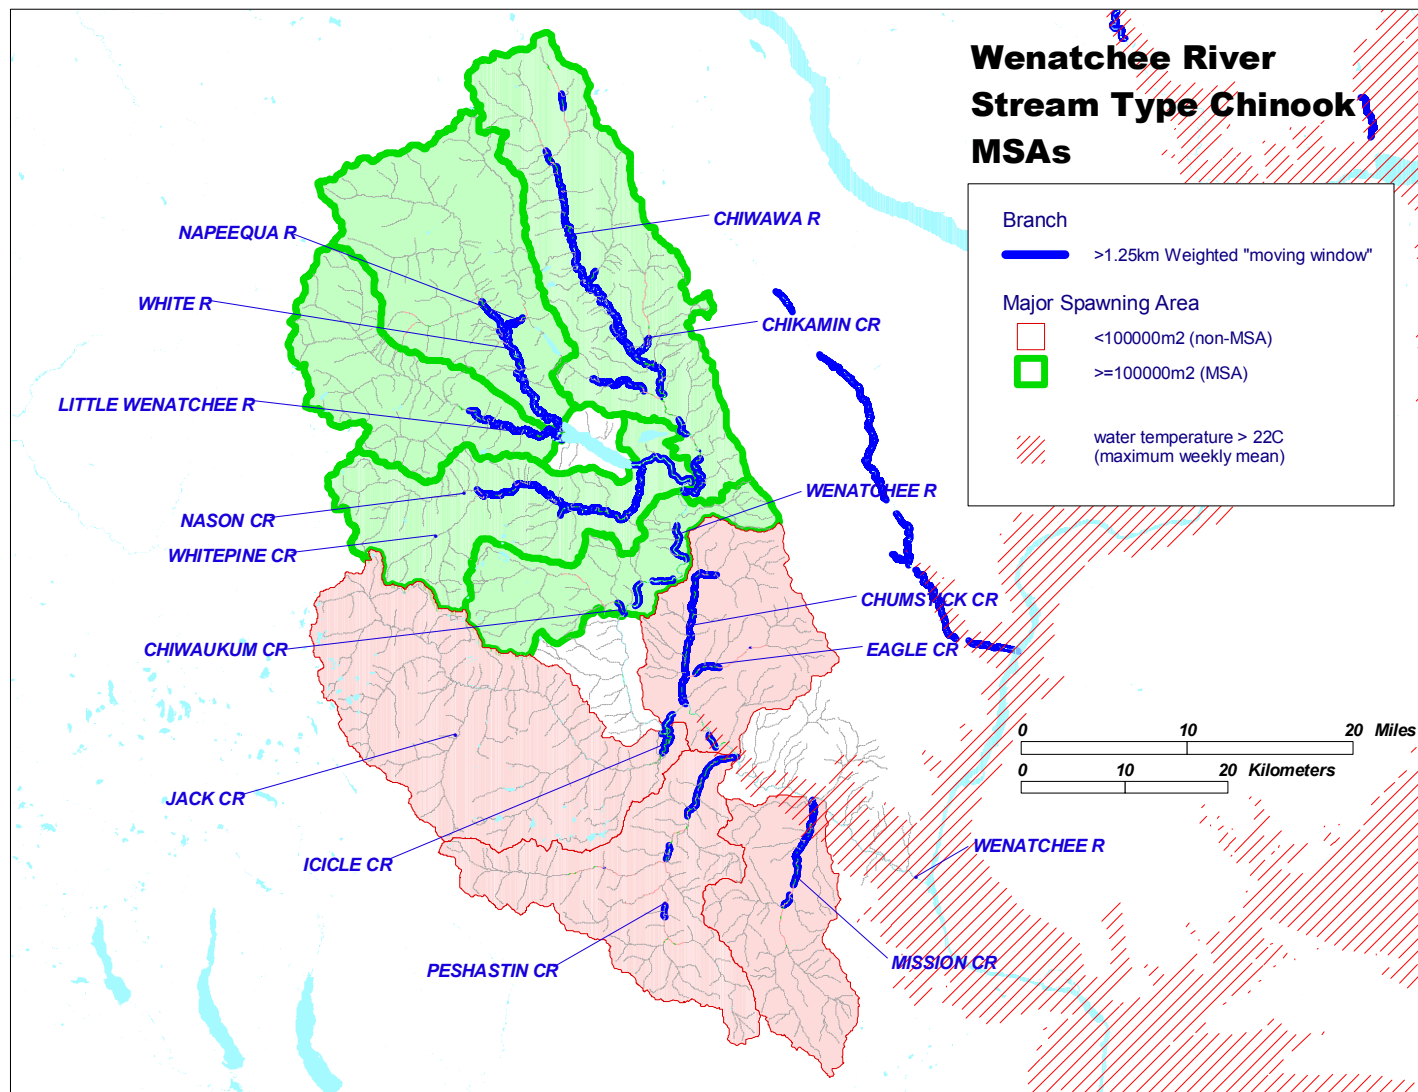 Wenatchee River
Stream Type Chinook
MSAs
Branch
>1.25km Weighted "moving window"
Major Spawning Area
<100000m2 (non-MSA)
>=100000m2 (MSA)
water temperature > 22C
(maximum weekly mean)
CHIWAWA R
NAPEEQUA R
WHITE R
CHIKAMIN CR
LITTLE WENATCHEE R
WENATCHEE R
NASON CR
WHITEPINE CR
CHUMSTICK CR
CHIWAUKUM CR
EAGLE CR
0 10 20 Miles
0 10 20 Kilometers
JACK CR
WENATCHEE R
ICICLE CR
MISSION CR
PESHASTIN CR